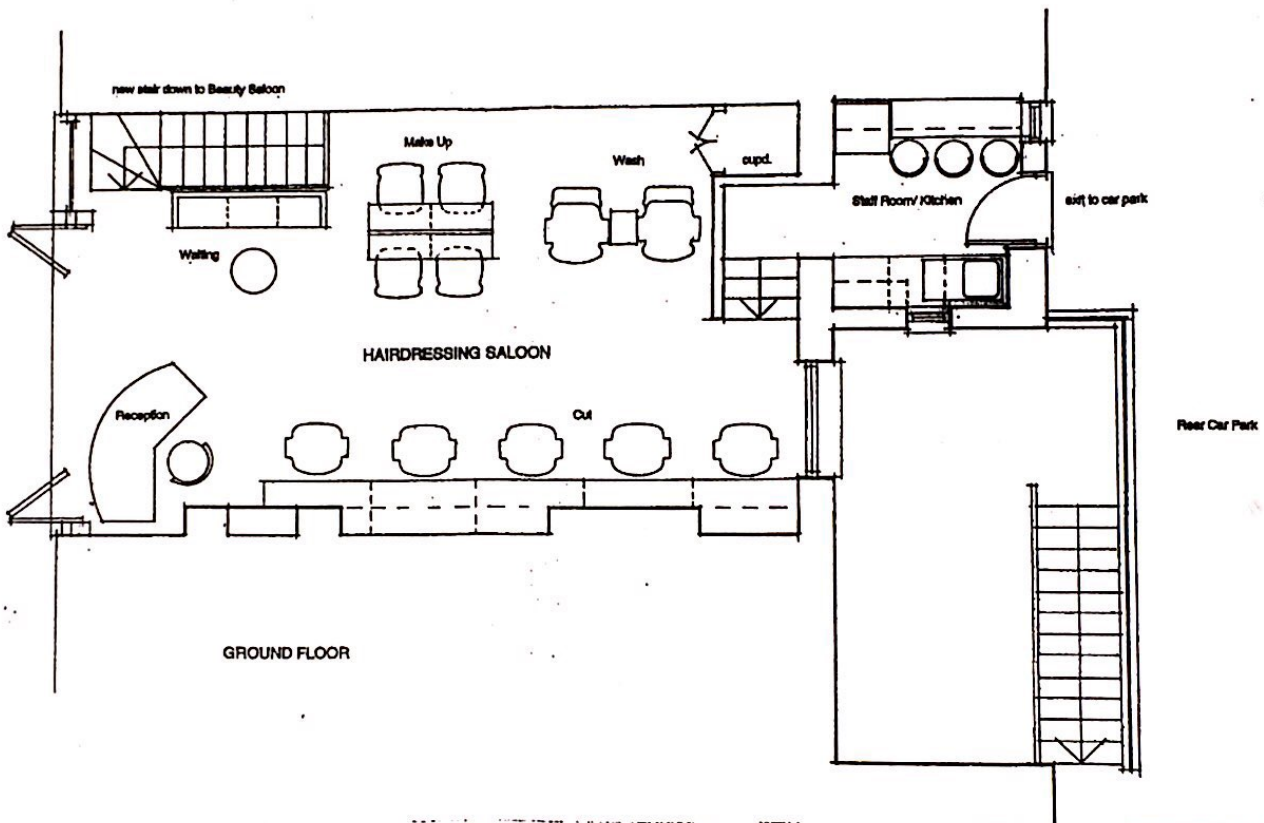 new stair down to Beauty Saloon
Make Up
Wash
cupd.
Staff Room/ Kitchen
exit to car park
Waiting
HAIRDRESSING SALOON
Reception
Cut
Rear Car Park
GROUND FLOOR